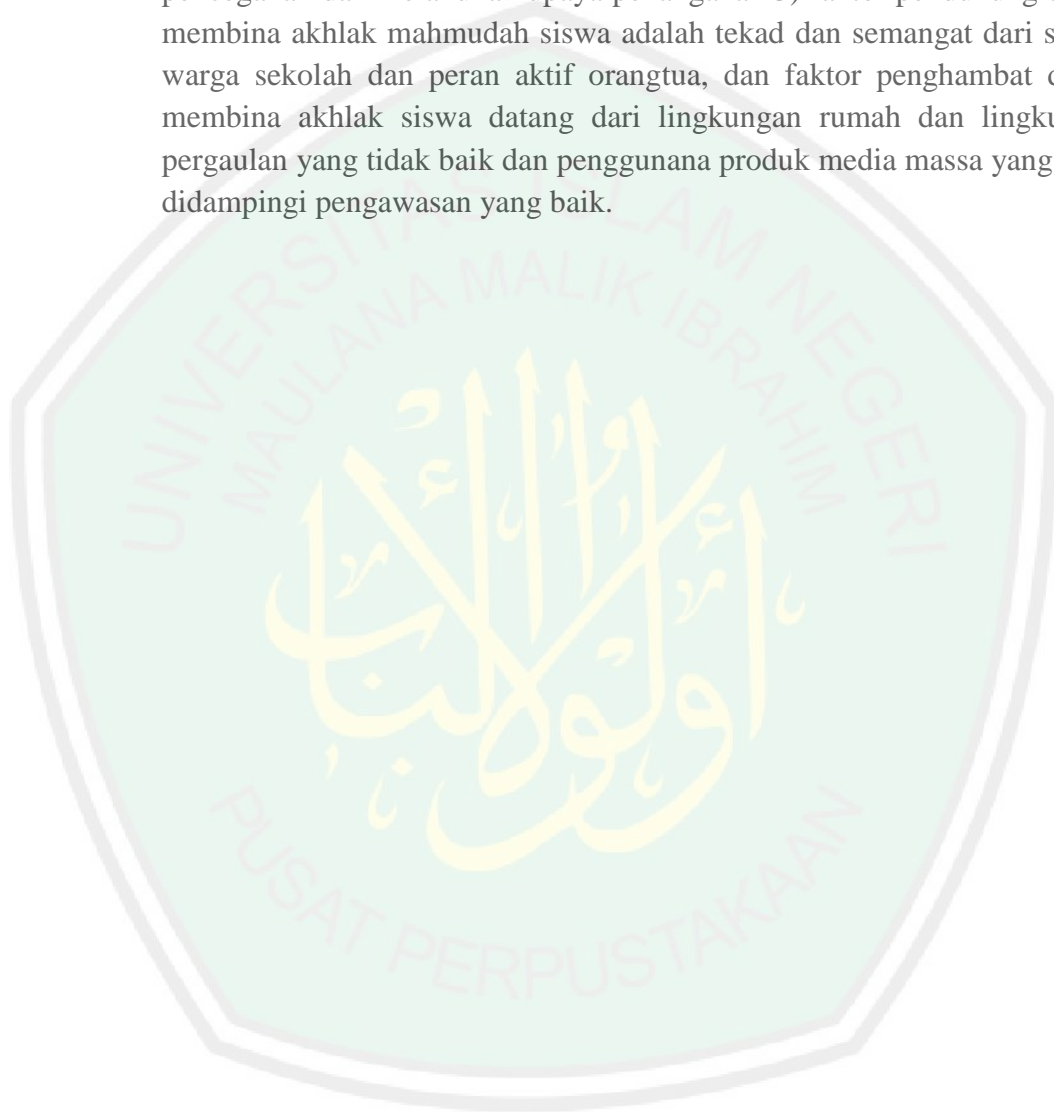 membina akhlak mahmudah siswa adalah tekad dan semangat dari
warga sekolah dan peran aktif orangtua, dan faktor penghambat
membina akhlak siswa datang dari lingkungan rumah dan
pergaulan yang tidak baik dan penggunana produk media massa yang
didampingi pengawasan yang baik.
UNIVERSITAS ISLAM NEGERI
MAULANA MALIK IBRAHIM
أولوا الألباب
PUSAT PERPUSTAKAAN